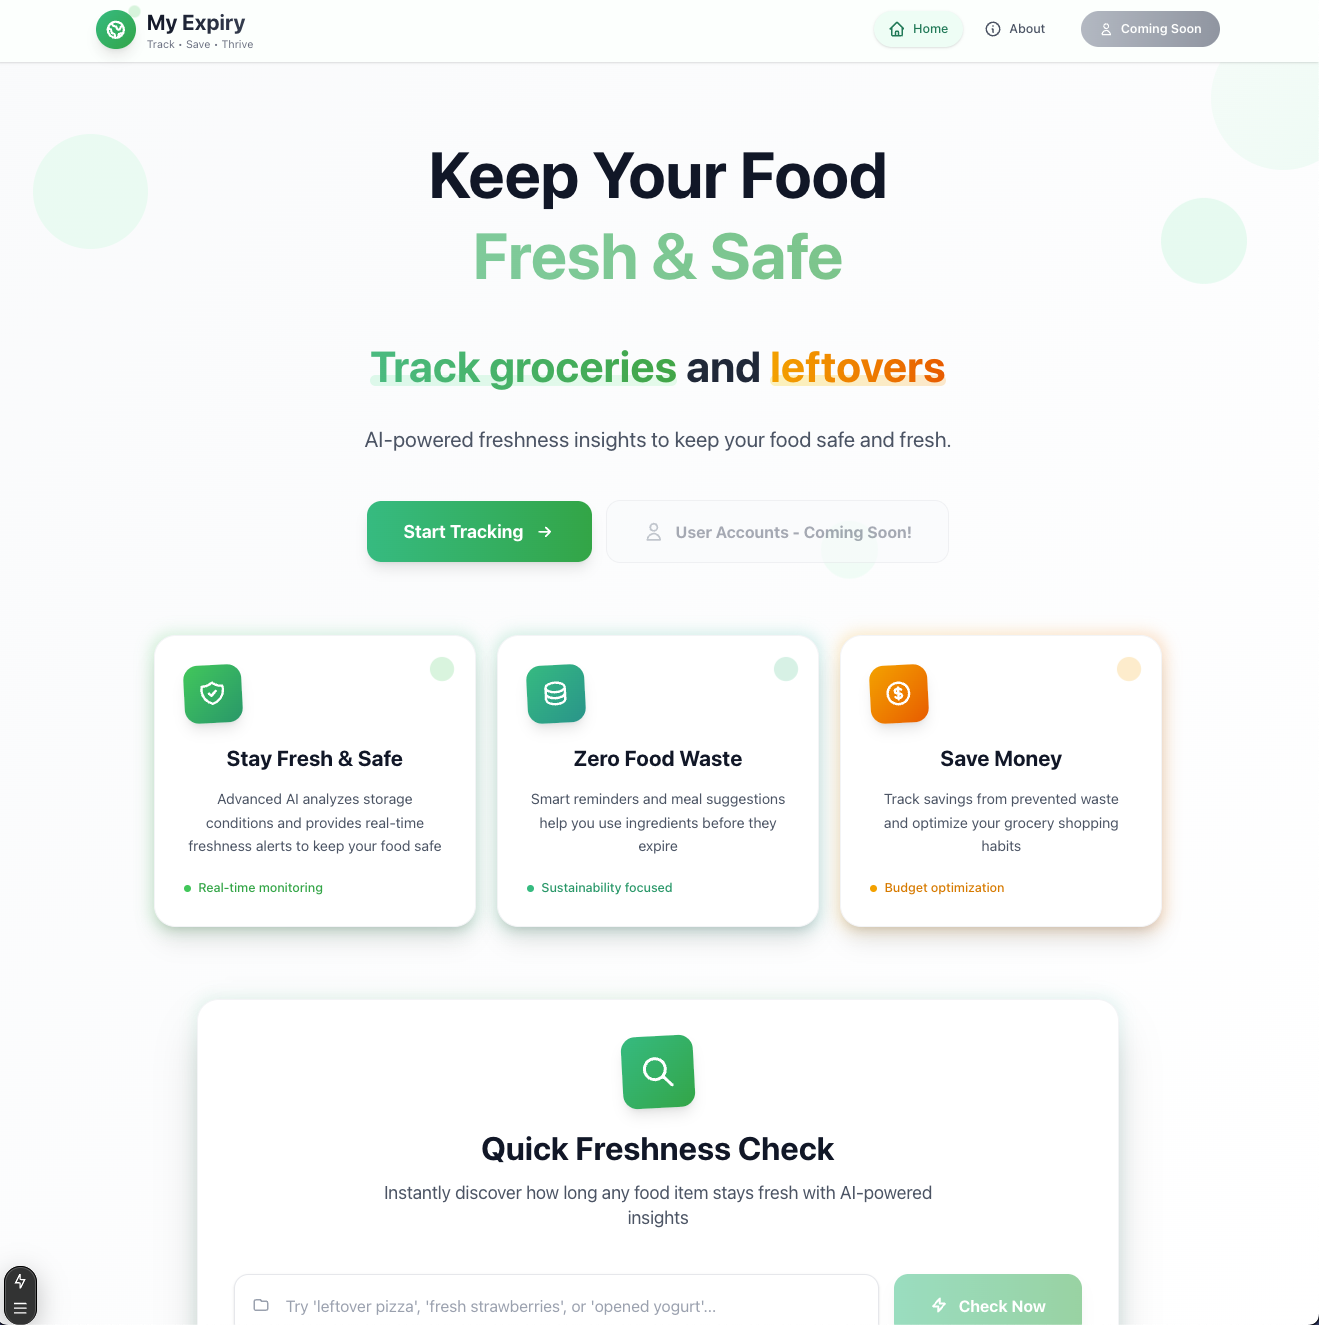 My Expiry
Track • Save • Thrive
Home
About
Coming Soon
Keep Your Food
Fresh & Safe
Track groceries and leftovers
AI-powered freshness insights to keep your food safe and fresh.
Start Tracking
User Accounts - Coming Soon!
Stay Fresh & Safe
Advanced AI analyzes storage
conditions and provides real-time
freshness alerts to keep your food safe
Real-time monitoring
Zero Food Waste
Smart reminders and meal suggestions
help you use ingredients before they
expire
Sustainability focused
Save Money
Track savings from prevented waste
and optimize your grocery shopping
habits
Budget optimization
Quick Freshness Check
Instantly discover how long any food item stays fresh with AI-powered
insights
Try 'leftover pizza', 'fresh strawberries', or 'opened yogurt'...
Check Now